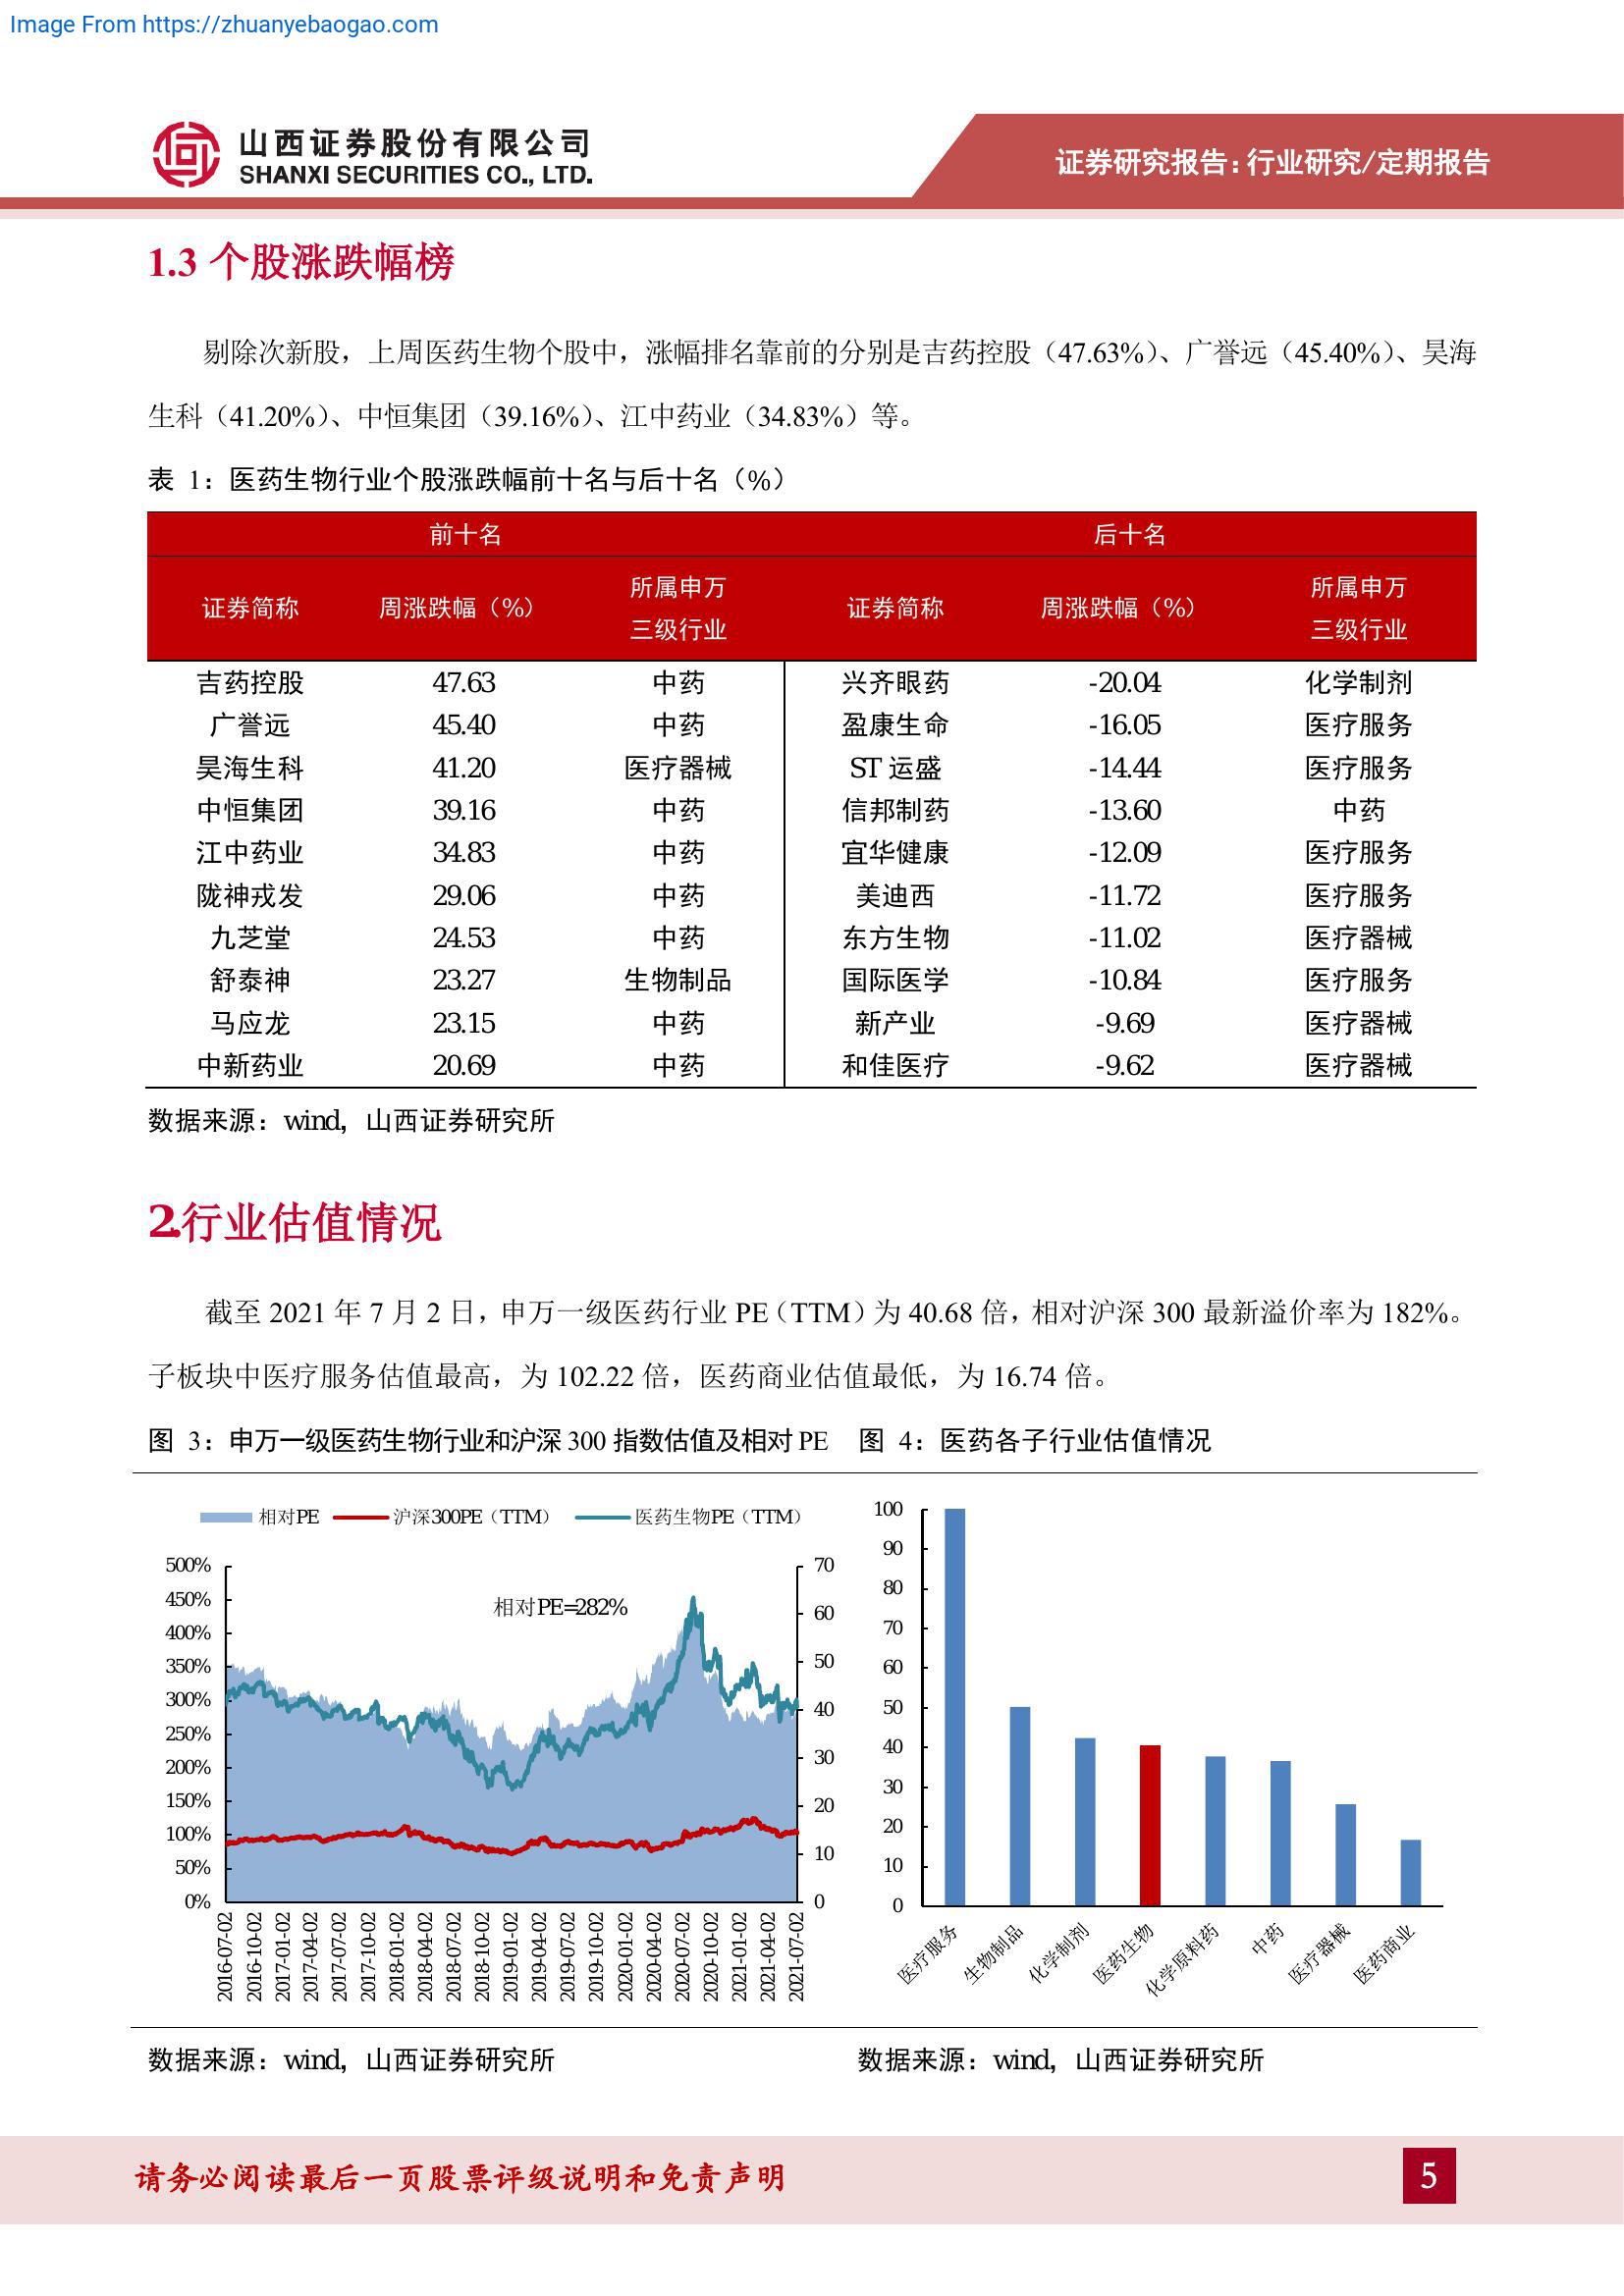 Image From https://zhuanyebaogao.com
山西证券股份有限公司
SHANXI SECURITIES CO., LTD.
证券研究报告:行业研究/定期报告
1.3 个股涨跌幅榜
剔除次新股，上周医药生物个股中，涨幅排名靠前的分别是吉药控股（47.63%）、广誉远（45.40%）、昊海
生科（41.20%）、中恒集团（39.16%）、江中药业（34.83%）等。
表 1：医药生物行业个股涨跌幅前十名与后十名（%）
前十名 后十名
证券简称 周涨跌幅（%） 所属申万三级行业 证券简称 周涨跌幅（%） 所属申万三级行业
吉药控股 47.63 中药 兴齐眼药 -20.04 化学制剂
广誉远 45.40 中药 盈康生命 -16.05 医疗服务
昊海生科 41.20 医疗器械 ST 运盛 -14.44 医疗服务
中恒集团 39.16 中药 信邦制药 -13.60 中药
江中药业 34.83 中药 宜华健康 -12.09 医疗服务
陇神戎发 29.06 中药 美迪西 -11.72 医疗服务
九芝堂 24.53 中药 东方生物 -11.02 医疗器械
舒泰神 23.27 生物制品 国际医学 -10.84 医疗服务
马应龙 23.15 中药 新产业 -9.69 医疗器械
中新药业 20.69 中药 和佳医疗 -9.62 医疗器械
数据来源：wind，山西证券研究所
2.行业估值情况
截至 2021 年 7 月 2 日，申万一级医药行业 PE（TTM）为 40.68 倍，相对沪深 300 最新溢价率为 182%。
子板块中医疗服务估值最高，为 102.22 倍，医药商业估值最低，为 16.74 倍。
图 3：申万一级医药生物行业和沪深 300 指数估值及相对 PE
图 4：医药各子行业估值情况
相对PE 沪深300PE（TTM） 医药生物PE（TTM）
相对PE=282%
500%
450%
400%
350%
300%
250%
200%
150%
100%
50%
0%
70
60
50
40
30
20
10
0
2016-07-02
2016-10-02
2017-01-02
2017-04-02
2017-07-02
2017-10-02
2018-01-02
2018-04-02
2018-07-02
2018-10-02
2019-01-02
2019-04-02
2019-07-02
2019-10-02
2020-01-02
2020-04-02
2020-07-02
2020-10-02
2021-01-02
2021-04-02
2021-07-02
100
90
80
70
60
50
40
30
20
10
0
医疗服务
生物制品
化学制剂
医药生物
化学原料药
中药
医疗器械
医药商业
数据来源：wind，山西证券研究所
数据来源：wind，山西证券研究所
请务必阅读最后一页股票评级说明和免责声明
5